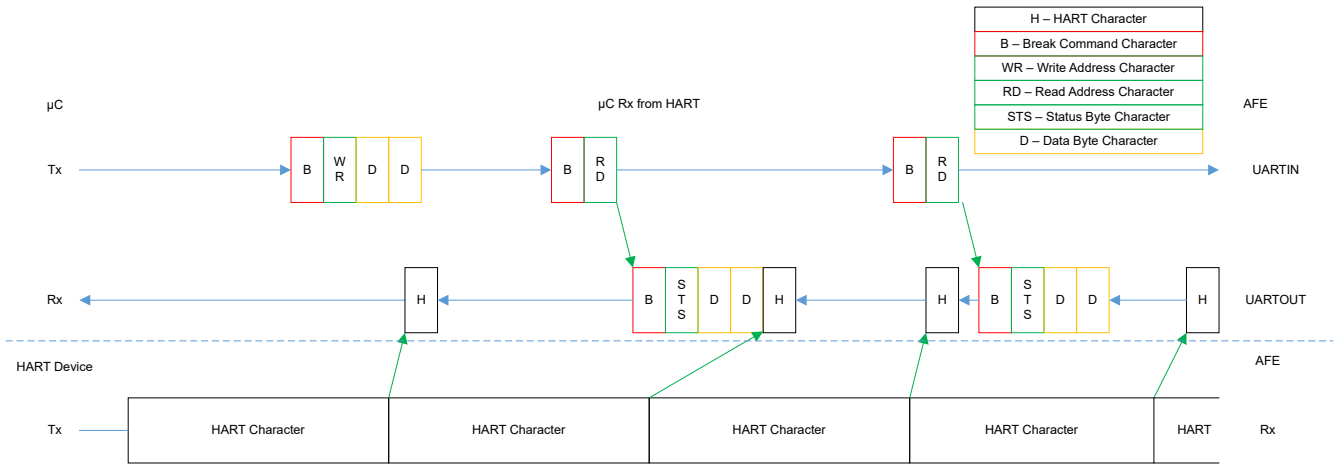 H – HART Character
B – Break Command Character
WR – Write Address Character
RD – Read Address Character
STS – Status Byte Character
D – Data Byte Character
µC
µC Rx from HART
AFE
Tx
B
W
R
D
D
B
R
D
B
R
D
UARTIN
Rx
H
B
S
T
S
D
D
H
H
B
S
T
S
D
D
H
UARTOUT
HART Device
AFE
Tx
HART Character
HART Character
HART Character
HART Character
HART
Rx